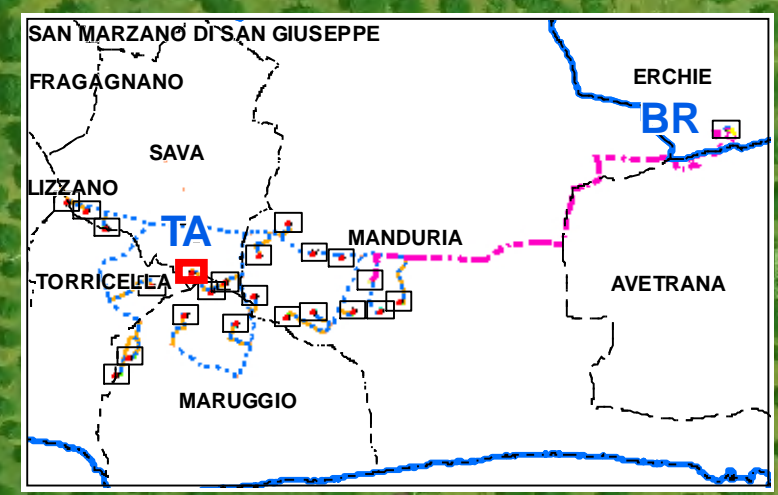 SAN MARZANO DI SAN GIUSEPPE
FRAGAGNANO
ERCHIE
BR
SAVA
LIZZANO
TA
MANDURIA
TORRICELLA
AVETRANA
MARUGGIO